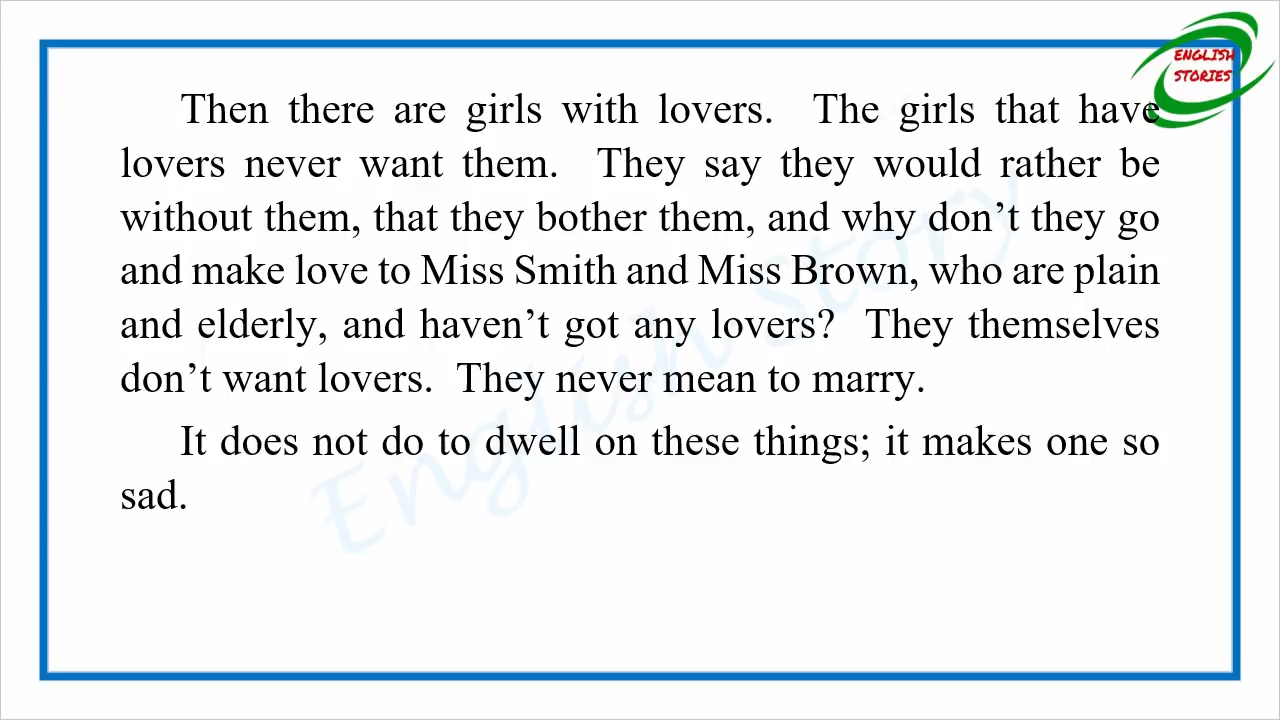 ENGLISH
STORIES
Then there are girls with lovers. The girls that have
lovers never want them. They say they would rather be
without them, that they bother them, and why don’t they go
and make love to Miss Smith and Miss Brown, who are plain
and elderly, and haven’t got any lovers? They themselves
don’t want lovers. They never mean to marry.
It does not do to dwell on these things; it makes one so
sad.
English Story